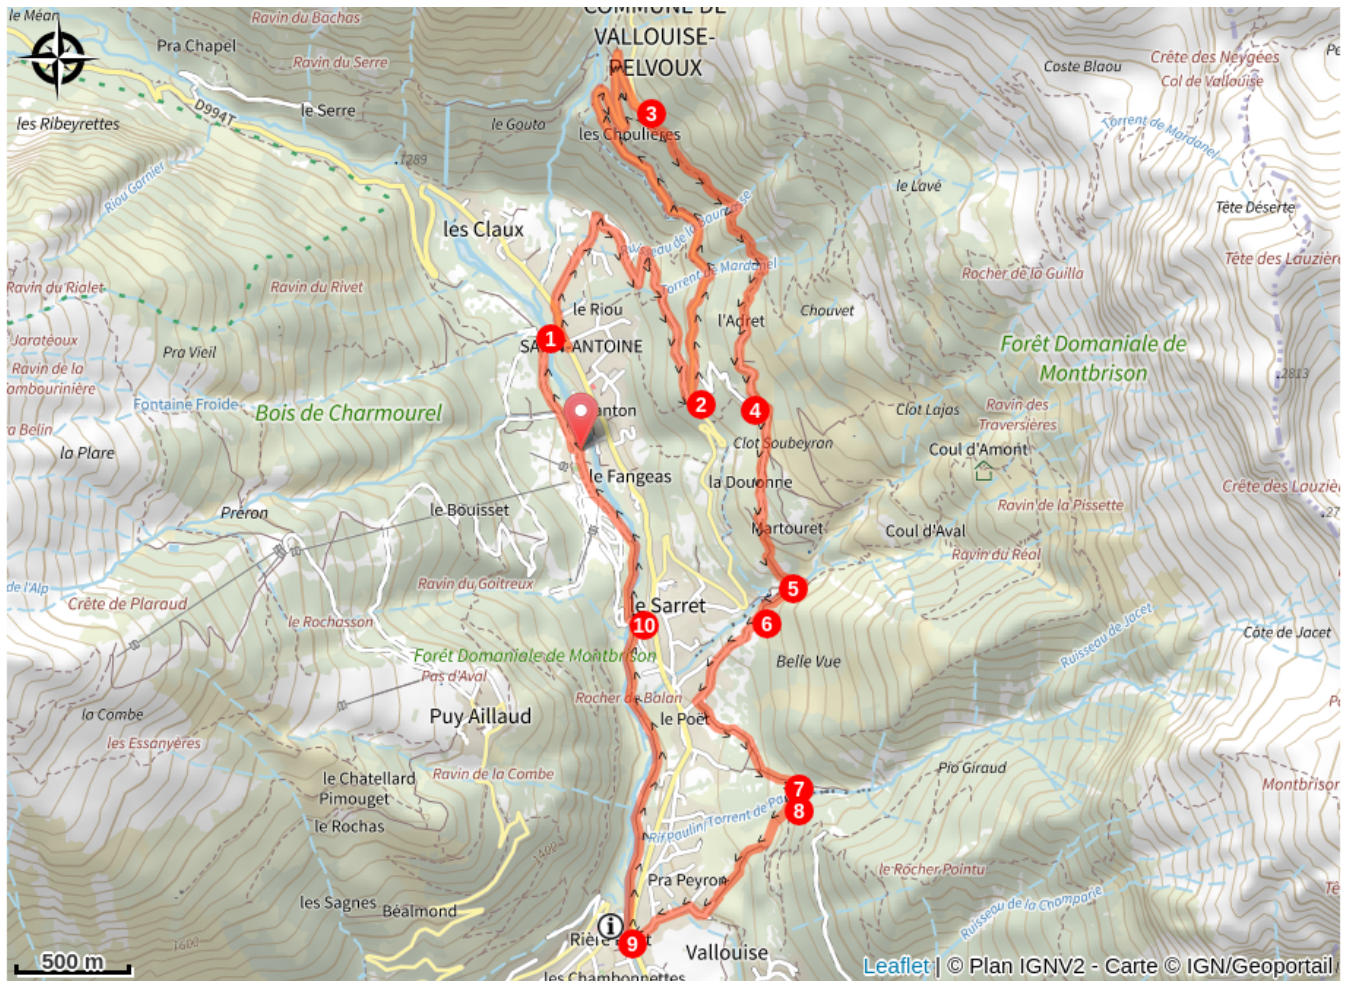 le Méan
Ravin du Bachas
COMMUNE DE
VALLOUISE-
PELVOUX
Pra Chapel
Ravin du Serre
Coste Blaou
Crête des Neygées
Col de Vallouise
D994T
le Serre
les Ribeyrettes
le Gouta
3
les Choulières
Torrent de Mardanel
1289
Riou Garnier
le Lavé
Tête Déserte
les Claux
Torrent de Mardanel
Tête des Lauzière
Ravin du Rialet
Ravin du Rivet
Rocher de la Guilla
le Riou
l'Adret
Chouvet
1
ANTOINE
Forêt Domaniale de
Montbrison
Pra Vieil
Ravin de la
2813
Fontaine Froide
Bois de Charmourel
2
4
Clot Lajas
Ravin des
Traversières
la Plare
Clot Soubeyran
Coul d'Amont
le Fangeas
la Douonne
Crête des Lauziè
Préron
le Bouisset
Martouret
Coul d'Aval
Ravin de la Pissette
Ravin du Réal
de l'Alp
Ravin du Goitreux
5
Crête de Plaraud
le Rochasson
le Sarret
10
6
Ruisseau de Jacet
Côte de Jacet
Forêt Domaniale de Montbrison
Belle Vue
Pas d'Aval
Rocher de Balan
la Combe
Puy Aillaud
le Poët
les Essanyères
Ravin de la Combe
Pio Giraud
le Chatellard
Pimouget
7
Montbrison
8
le Rochas
Rif Paulin/Torrent de
1400
Pra Peyron
le Rocher Pointu
les Sagnes
Béalmond
Ruisseau de la Champarie
1600
9
Vallouise
500 m
les Chambonnettes
Leaflet | © Plan IGNV2 - Carte © IGN/Geoportail